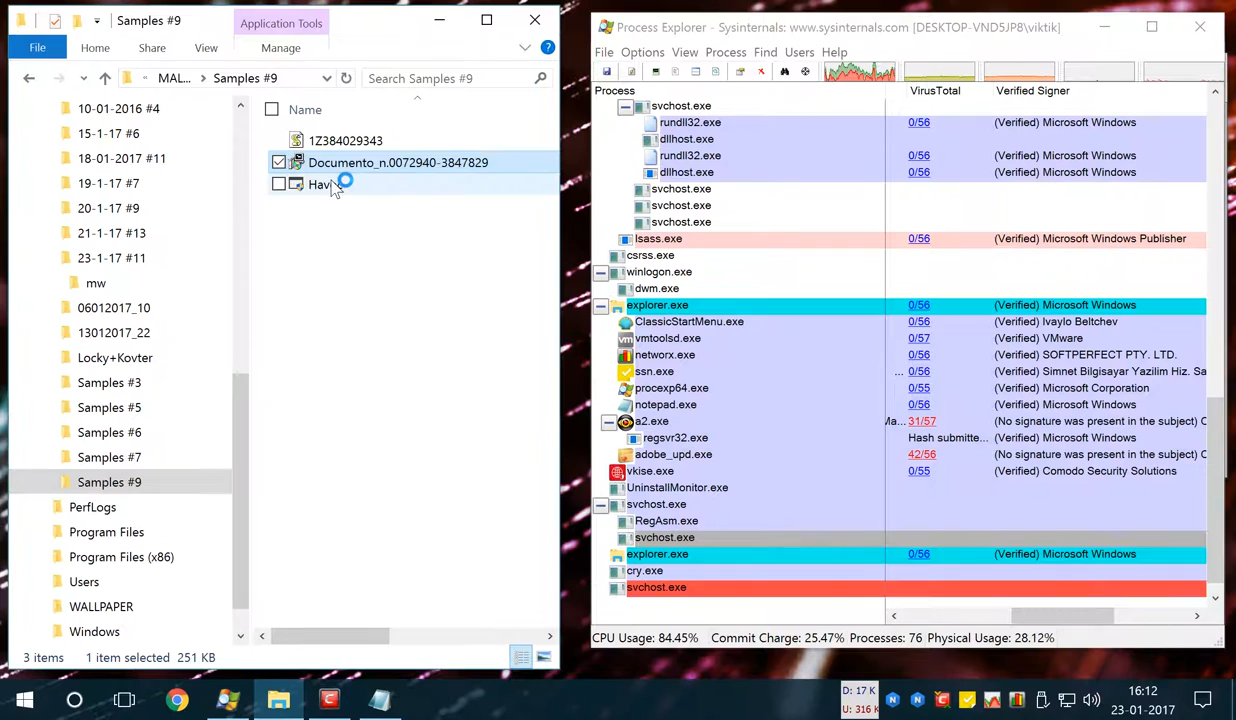 Samples #9
Application Tools
File
Home
Share
View
Manage
MAL...
Samples #9
Search Samples #9
10-01-2016 #4
15-1-17 #6
18-01-2017 #11
19-1-17 #7
20-1-17 #9
21-1-17 #13
23-1-17 #11
mw
06012017_10
13012017_22
Locky+Kovter
Samples #3
Samples #5
Samples #6
Samples #7
Samples #9
PerfLogs
Program Files
Program Files (x86)
Users
WALLPAPER
Windows
Name
1Z384029343
Documento_n.0072940-3847829
3 items 1 item selected 251 KB
Process Explorer - Sysinternals: www.sysinternals.com [DESKTOP-VND5JP8\viktik]
File Options View Process Find Users Help
Process VirusTotal Verified Signer
svchost.exe
rundll32.exe 0/56 (Verified) Microsoft Windows
dllhost.exe
rundll32.exe 0/56 (Verified) Microsoft Windows
dllhost.exe 0/56 (Verified) Microsoft Windows
svchost.exe
svchost.exe
svchost.exe
lsass.exe 0/56 (Verified) Microsoft Windows Publisher
csrss.exe
winlogon.exe
dwm.exe
explorer.exe 0/56 (Verified) Microsoft Windows
ClassicStartMenu.exe 0/56 (Verified) Ivaylo Beltchev
vmtoolsd.exe 0/57 (Verified) VMware
networx.exe 0/56 (Verified) SOFTPERFECT PTY. LTD.
ssn.exe ... 0/56 (Verified) Simnet Bilgisayar Yazilim Hiz. Sa
procexp64.exe 0/55 (Verified) Microsoft Corporation
notepad.exe 0/56 (Verified) Microsoft Windows
a2.exe Ma... 31/57 (No signature was present in the subject) C
regsvr32.exe Hash submitte... (Verified) Microsoft Windows
adobe_upd.exe 42/56 (No signature was present in the subject) C
vkise.exe 0/55 (Verified) Comodo Security Solutions
UninstallMonitor.exe
svchost.exe
RegAsm.exe
svchost.exe
explorer.exe 0/56 (Verified) Microsoft Windows
cry.exe
svchost.exe
CPU Usage: 84.45% Commit Charge: 25.47% Processes: 76 Physical Usage: 28.12%
D: 17 K
U: 316 K
16:12
23-01-2017